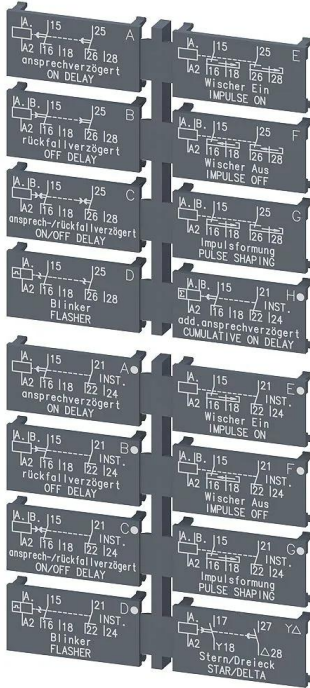 A. 15 25 A
A2 16 18 26 28
ansprechverzögert
ON DELAY
A. B. 15 25 B
A2 16 18 26 28
rückfallverzögert
OFF DELAY
A. B. 15 25 C
A2 16 18 26 28
ansprech-/rückfallverzögert
ON/OFF DELAY
A. 15 25 D
A2 16 18 26 28
Blinker
FLASHER
A. 15 25 E
A2 16 18 26 28
Wischer Ein
IMPULSE ON
A. B. 15 25 F
A2 16 18 26 28
Wischer Aus
IMPULSE OFF
A. B. 15 25 G
A2 16 18 26 28
Impulsformung
PULSE SHAPING
A. B. 15 21 H
INST.
A2 16 18 22 24
add.ansprechverzögert
CUMULATIVE ON DELAY
A. 15 21 A
INST.
A2 16 18 22 24
ansprechverzögert
ON DELAY
A. B. 15 21 B
INST.
A2 16 18 22 24
rückfallverzögert
OFF DELAY
A. B. 15 21 C
INST.
A2 16 18 22 24
ansprech-/rückfallverzögert
ON/OFF DELAY
A. 15 21 D
INST.
A2 16 18 22 24
Blinker
FLASHER
A. 15 21 E
INST.
A2 16 18 22 24
Wischer Ein
IMPULSE ON
A. B. 15 21 F
INST.
A2 16 18 22 24
Wischer Aus
IMPULSE OFF
A. B. 15 21 G
INST.
A2 16 18 22 24
Impulsformung
PULSE SHAPING
A. 17 27 YΔ
A2 Y18 Δ28
Stern/Dreieck
STAR/DELTA